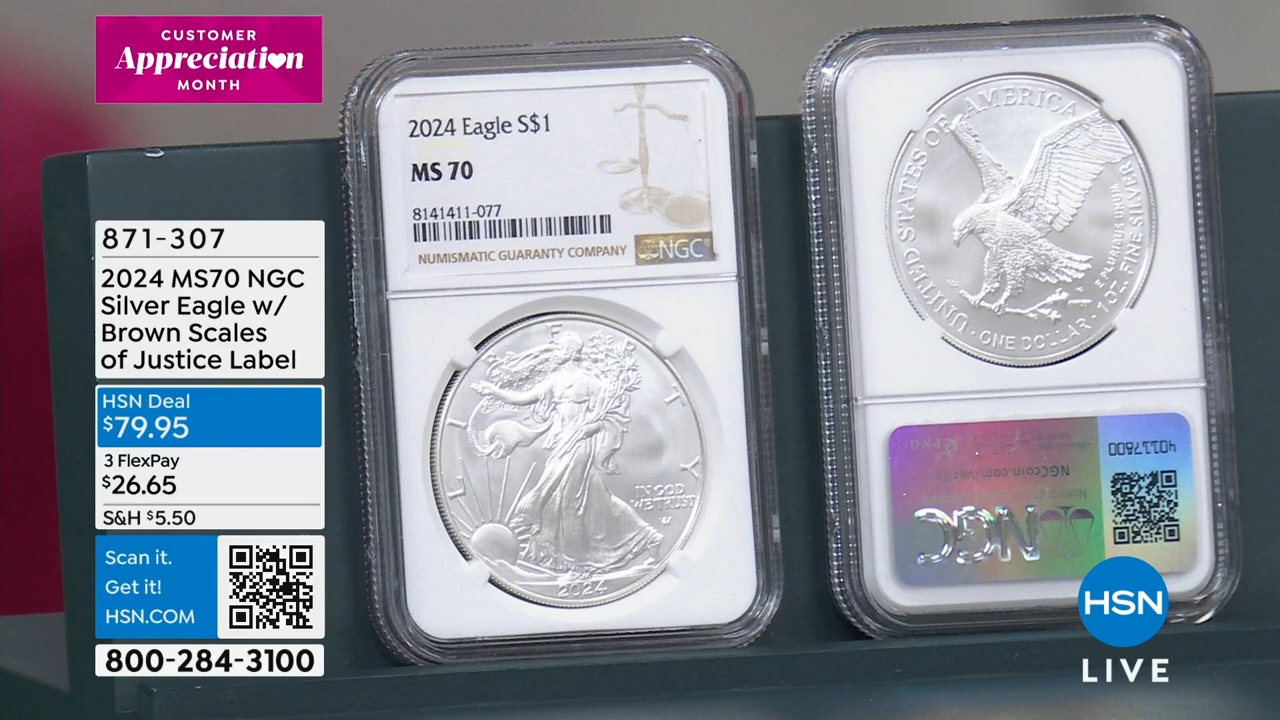 CUSTOMER
Appreciation
MONTH
871-307
2024 MS70 NGC
Silver Eagle w/
Brown Scales
of Justice Label
HSN Deal
$79.95
3 FlexPay
$26.65
S&H $5.50
Scan it.
Get it!
HSN.COM
800-284-3100
2024 Eagle S$1
MS 70
8141411-077
NUMISMATIC GUARANTY COMPANY
NGC
LIBERTY
IN GOD
WE TRUST
2024
UNITED STATES OF AMERICA
E PLURIBUS UNUM
1 OZ. FINE SILVER · ONE DOLLAR
40117800
NGCcoin.com/verify
NGC
HSN
LIVE